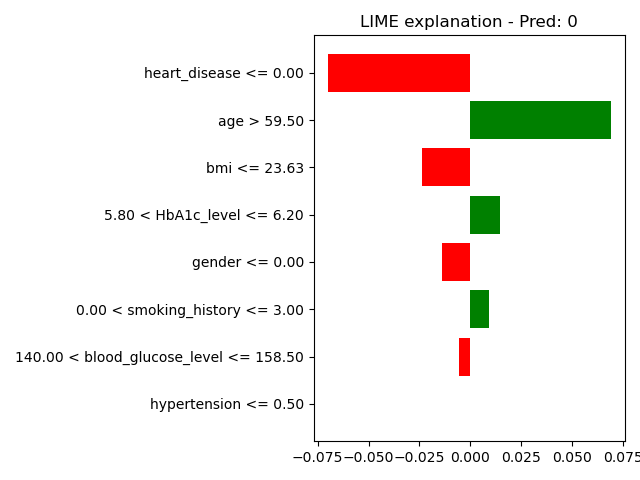 LIME explanation - Pred: 0
heart_disease <= 0.00
age > 59.50
bmi <= 23.63
5.80 < HbA1c_level <= 6.20
gender <= 0.00
0.00 < smoking_history <= 3.00
140.00 < blood_glucose_level <= 158.50
hypertension <= 0.50
−0.075 −0.050 −0.025 0.000 0.025 0.050 0.075